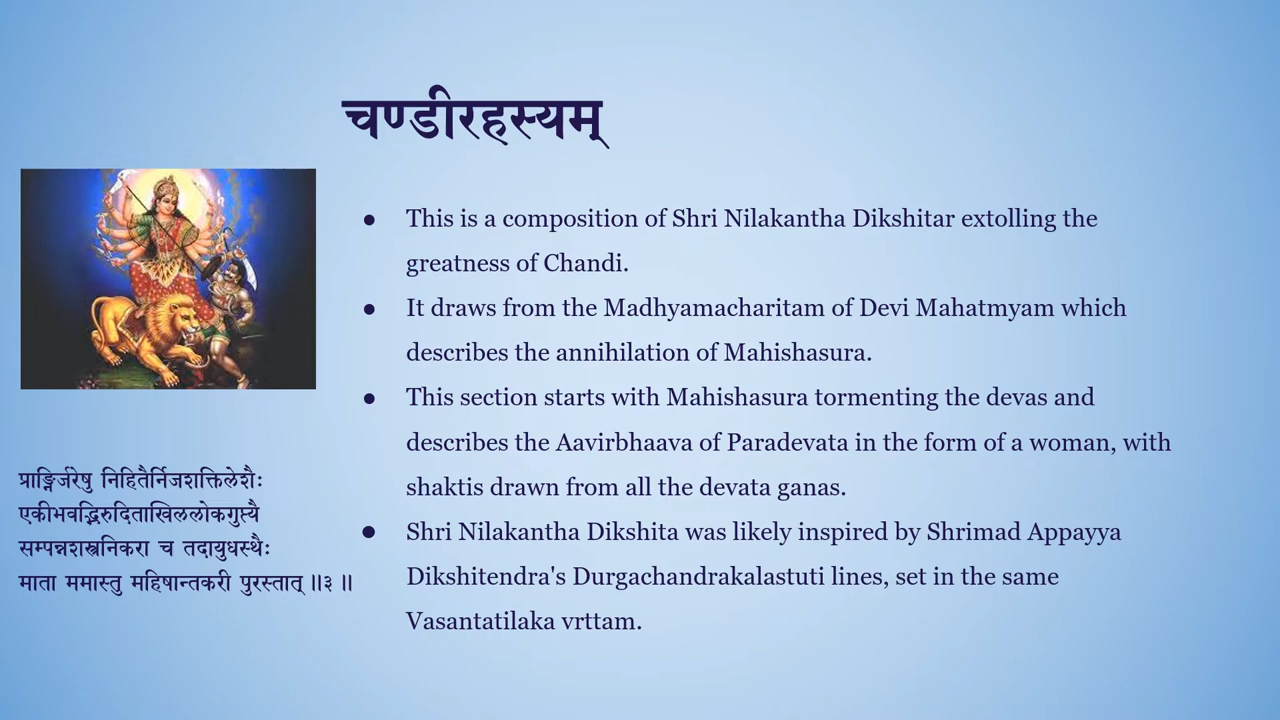 चण्डीरहस्यम्
● This is a composition of Shri Nilakantha Dikshitar extolling the
greatness of Chandi.
● It draws from the Madhyamacharitam of Devi Mahatmyam which
describes the annihilation of Mahishasura.
● This section starts with Mahishasura tormenting the devas and
describes the Aavirbhaava of Paradevata in the form of a woman, with
shaktis drawn from all the devata ganas.
● Shri Nilakantha Dikshita was likely inspired by Shrimad Appayya
Dikshitendra's Durgachandrakalastuti lines, set in the same
Vasantatilaka vrttam.
प्राङ्निर्जरेषु निहितैर्निजशक्तिलेशैः
एकीभवद्भिरुदिताखिललोकगुप्त्यै
सम्पन्नशस्त्रनिकरा च तदायुधस्थैः
माता ममास्तु महिषान्तकरी पुरस्तात् ॥३ ॥